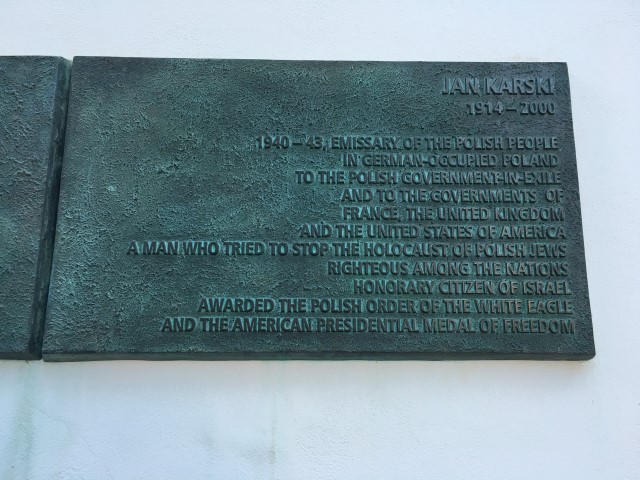 JAN KARSKI
1914–2000
1940–43, EMISSARY OF THE POLISH PEOPLE
IN GERMAN-OCCUPIED POLAND
TO THE POLISH GOVERNMENT-IN-EXILE
AND TO THE GOVERNMENTS OF
FRANCE, THE UNITED KINGDOM
AND THE UNITED STATES OF AMERICA
A MAN WHO TRIED TO STOP THE HOLOCAUST OF POLISH JEWS
RIGHTEOUS AMONG THE NATIONS
HONORARY CITIZEN OF ISRAEL
AWARDED THE POLISH ORDER OF THE WHITE EAGLE
AND THE AMERICAN PRESIDENTIAL MEDAL OF FREEDOM